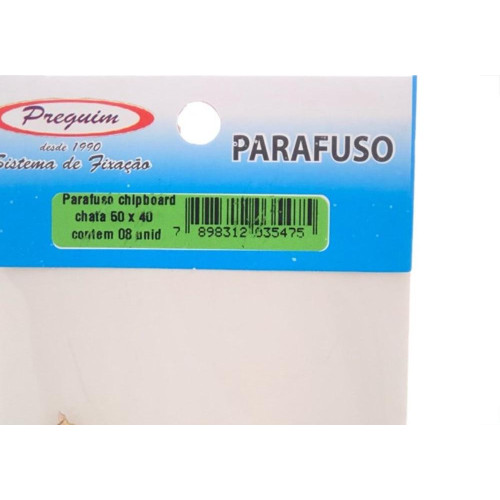 Preguim
desde 1990
Sistema de Fixação
PARAFUSO
Parafuso chipboard
chata 50 x 40
contem 08 unid
7 898312 035475